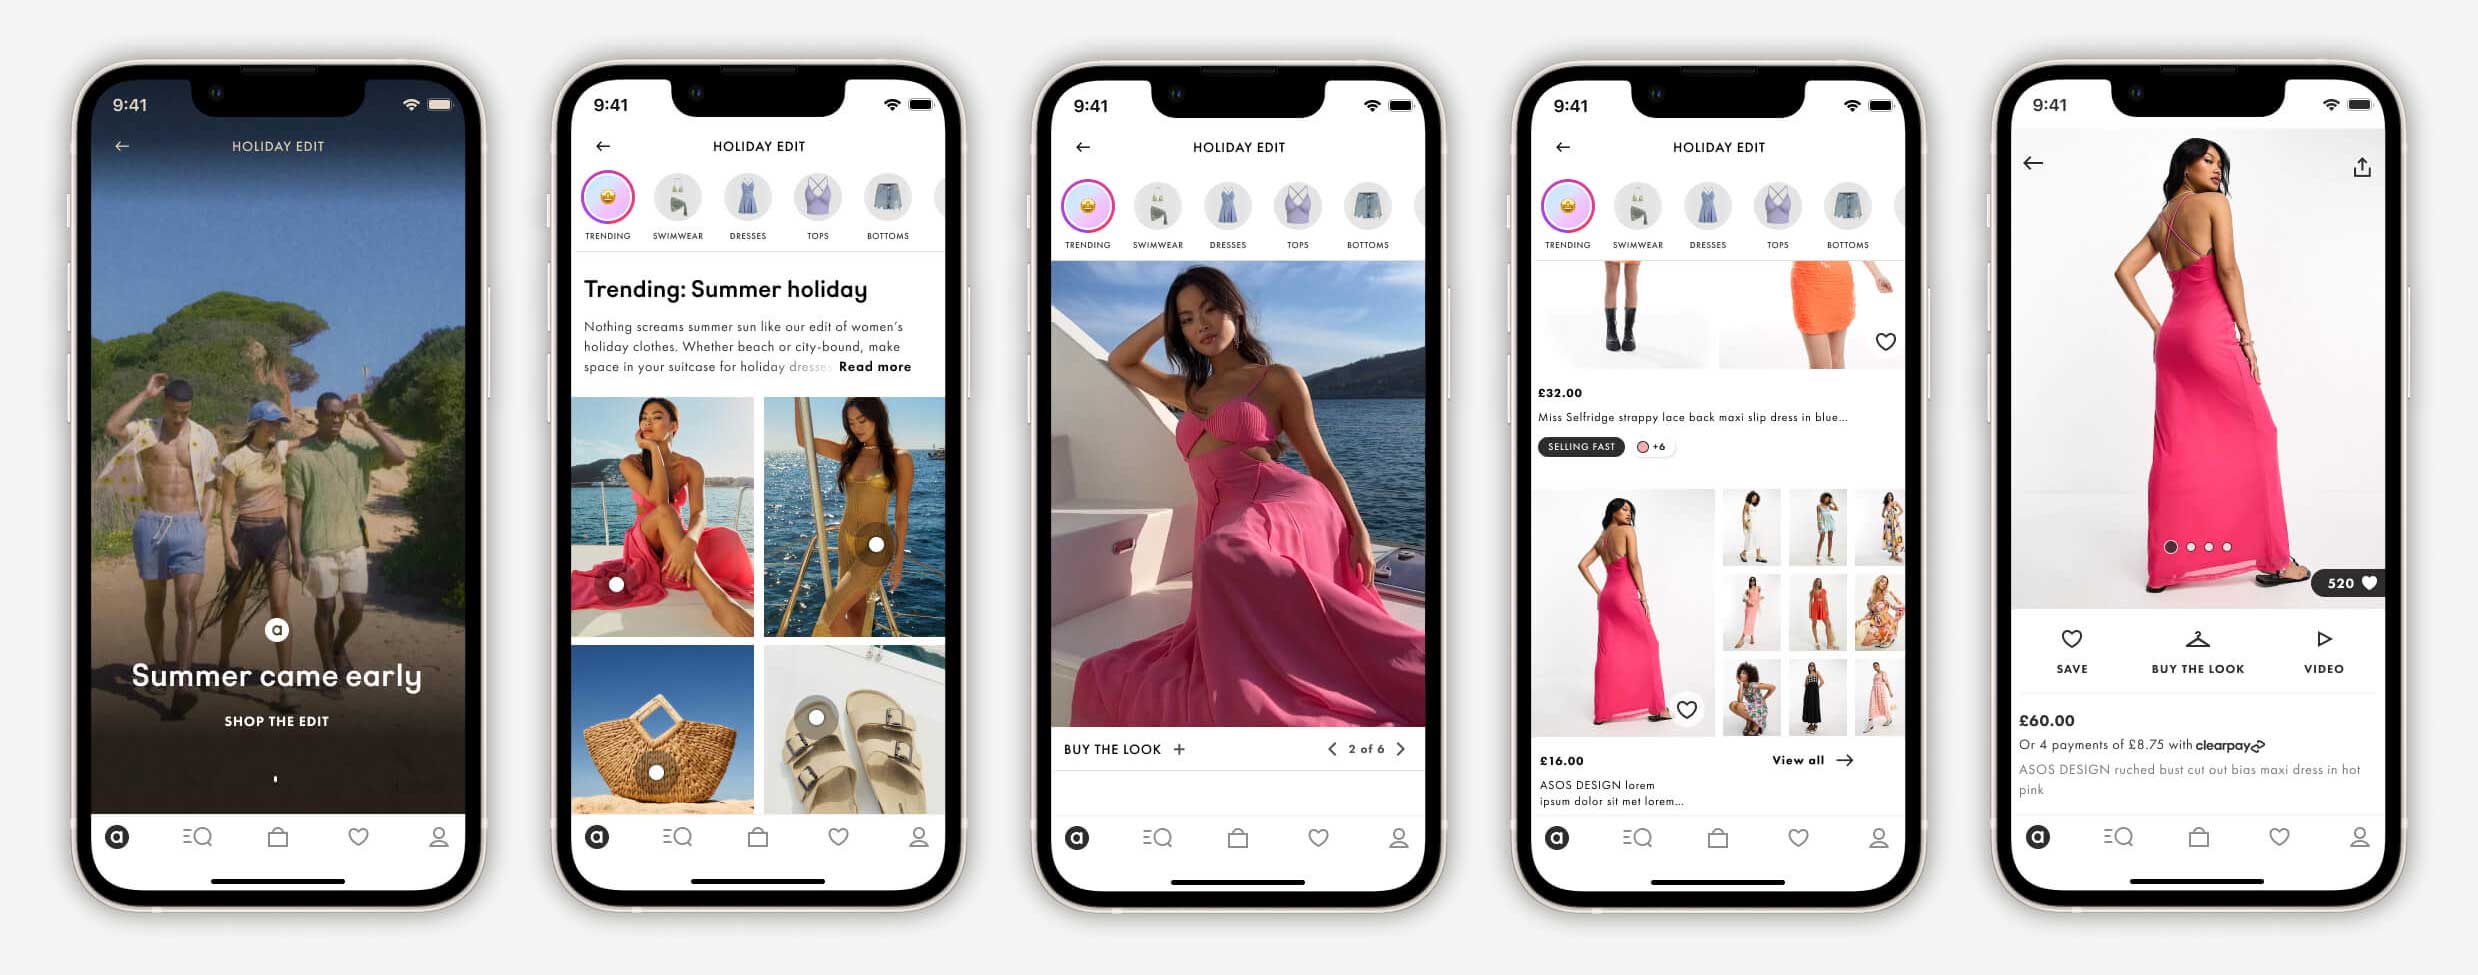 9:41
HOLIDAY EDIT
a
Summer came early
SHOP THE EDIT
a
9:41
HOLIDAY EDIT
TRENDING SWIMWEAR DRESSES TOPS BOTTOMS
Trending: Summer holiday
Nothing screams summer sun like our edit of women's
holiday clothes. Whether beach or city-bound, make
space in your suitcase for holiday dresses Read more
a
9:41
HOLIDAY EDIT
TRENDING SWIMWEAR DRESSES TOPS BOTTOMS
BUY THE LOOK + 2 of 6
a
9:41
HOLIDAY EDIT
TRENDING SWIMWEAR DRESSES TOPS BOTTOMS
£32.00
Miss Selfridge strappy lace back maxi slip dress in blue...
SELLING FAST +6
£16.00 View all
ASOS DESIGN lorem
ipsum dolor sit met lorem...
a
9:41
520
SAVE BUY THE LOOK VIDEO
£60.00
Or 4 payments of £8.75 with clearpay
ASOS DESIGN ruched bust cut out bias maxi dress in hot
pink
a